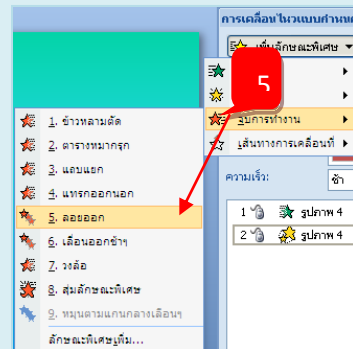 การเคลื่อนไหวแบบกำหนด
เพิ่มลักษณะพิเศษ
5
จบการทำงาน
เส้นทางการเคลื่อนที่
ความเร็ว:
ช้า
1 รูปภาพ 4
2 รูปภาพ 4
1. ข้าวหลามตัด
2. ตารางหมากรุก
3. แถบแยก
4. แทรกออกนอก
5. ลอยออก
6. เลื่อนออกช้าๆ
7. วงล้อ
8. สุ่มลักษณะพิเศษ
9. หมุนตามแกนกลางเลือนๆ
ลักษณะพิเศษเพิ่ม...